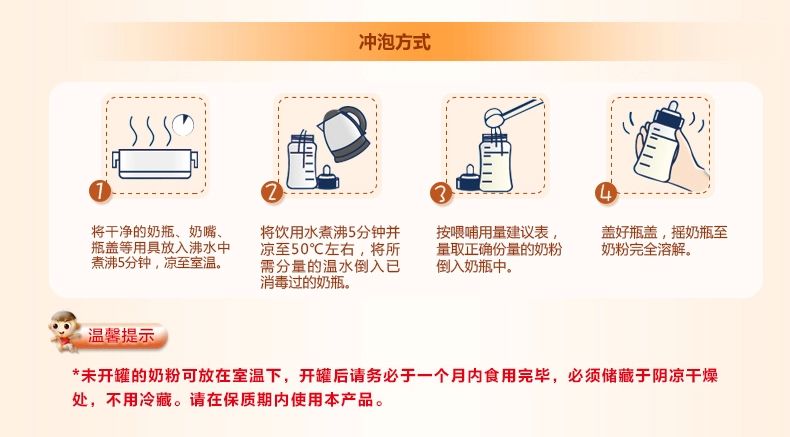 冲泡方式
1
将干净的奶瓶、奶嘴、
瓶盖等用具放入沸水中
煮沸5分钟，凉至室温。
2
将饮用水煮沸5分钟并
凉至50℃左右，将所
需分量的温水倒入已
消毒过的奶瓶。
3
按喂哺用量建议表，
量取正确份量的奶粉
倒入奶瓶中。
4
盖好瓶盖，摇奶瓶至
奶粉完全溶解。
温馨提示
*未开罐的奶粉可放在室温下，开罐后请务必于一个月内食用完毕，必须储藏于阴凉干燥
处，不用冷藏。请在保质期内使用本产品。